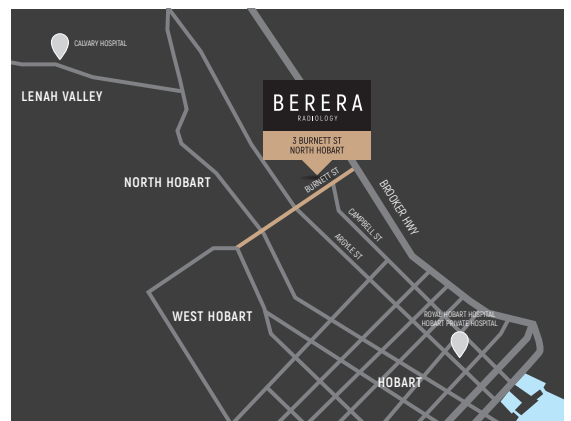 CALVARY HOSPITAL
LENAH VALLEY
BERERA
RADIOLOGY
3 BURNETT ST
NORTH HOBART
NORTH HOBART
BURNETT ST
BROOKER HWY
CAMPBELL ST
ARGYLE ST
WEST HOBART
ROYAL HOBART HOSPITAL
HOBART PRIVATE HOSPITAL
HOBART